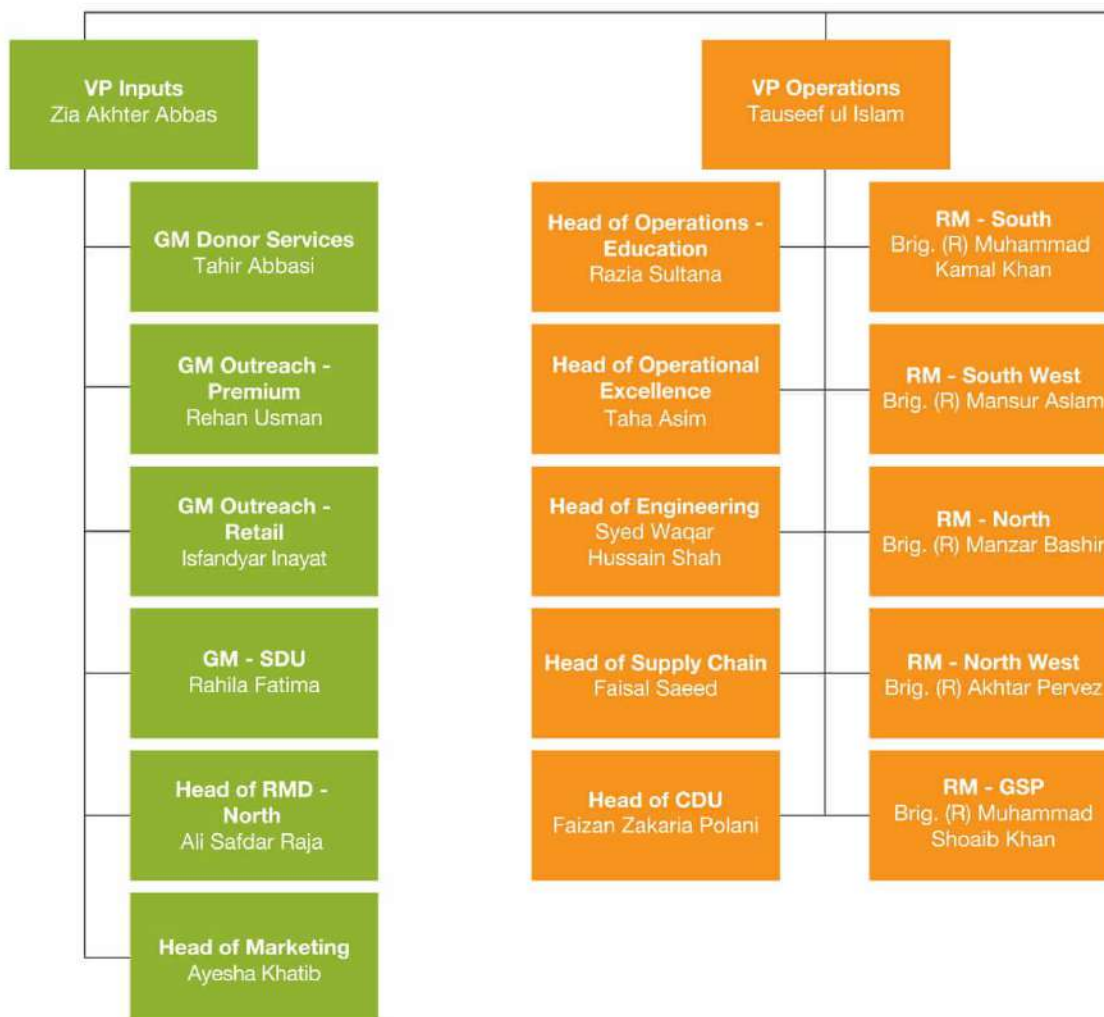 VP Inputs
Zia Akhter Abbas
GM Donor Services
Tahir Abbasi
GM Outreach -
Premium
Rehan Usman
GM Outreach -
Retail
Isfandyar Inayat
GM - SDU
Rahila Fatima
Head of RMD -
North
Ali Safdar Raja
Head of Marketing
Ayesha Khatib
VP Operations
Tauseef ul Islam
Head of Operations -
Education
Razia Sultana
Head of Operational
Excellence
Taha Asim
Head of Engineering
Syed Waqar
Hussain Shah
Head of Supply Chain
Faisal Saeed
Head of CDU
Faizan Zakaria Polani
RM - South
Brig. (R) Muhammad
Kamal Khan
RM - South West
Brig. (R) Mansur Aslam
RM - North
Brig. (R) Manzar Bashir
RM - North West
Brig. (R) Akhtar Pervez
RM - GSP
Brig. (R) Muhammad
Shoaib Khan